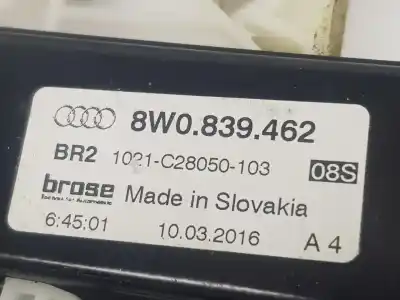 8W0.839.462
BR2 1021-C28050-103 08S
brose Made in Slovakia
6:45:01 10.03.2016 A 4